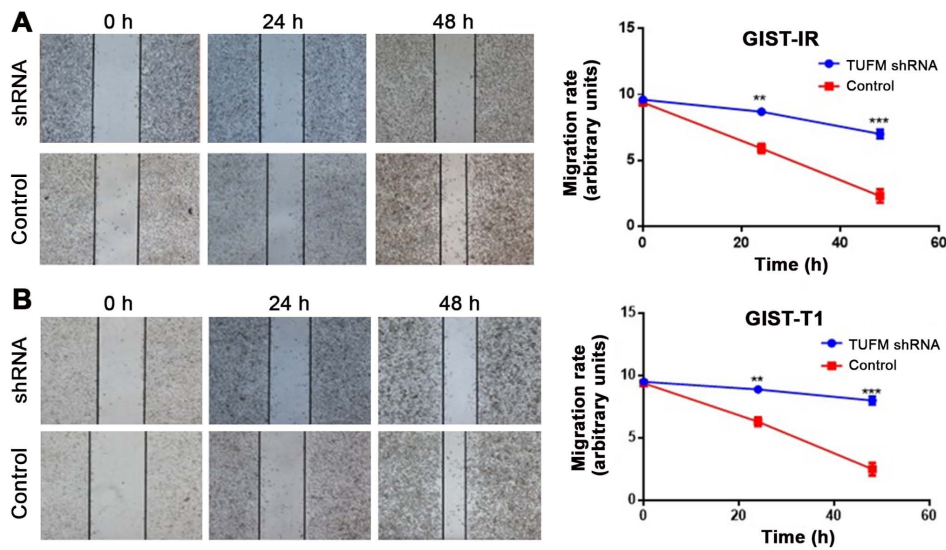 A
0 h 24 h 48 h
shRNA
Control
GIST-IR
TUFM shRNA
Control
Migration rate
(arbitrary units)
15
10
5
0
**
***
0 20 40 60
Time (h)
B
0 h 24 h 48 h
shRNA
Control
GIST-T1
TUFM shRNA
Control
Migration rate
(arbitrary units)
15
10
5
0
**
***
0 20 40 60
Time (h)